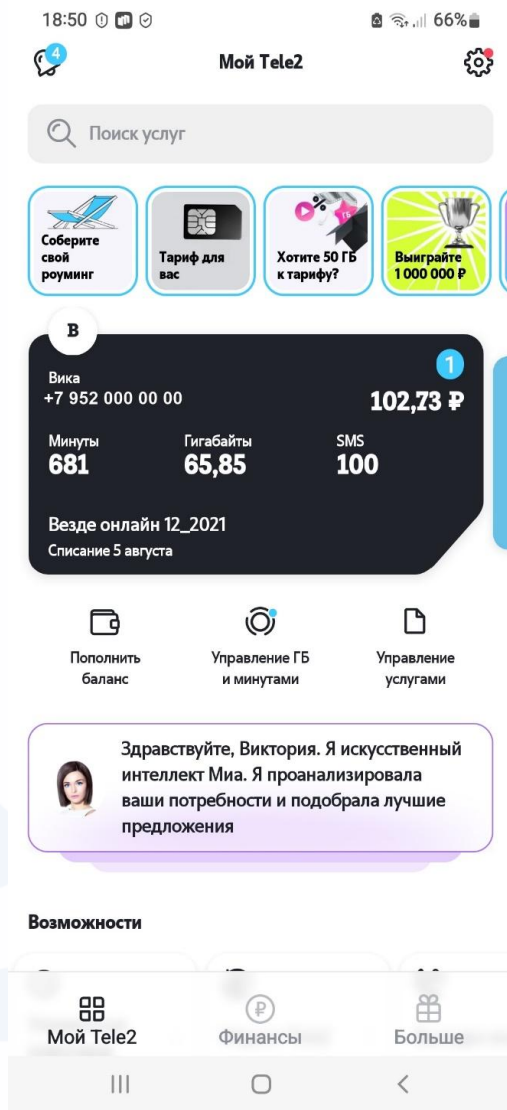 18:50
66%
4
Мой Tele2
Поиск услуг
Соберите
свой
роуминг
Тариф для
вас
% ГБ
Хотите 50 ГБ
к тарифу?
Выиграйте
1 000 000 ₽
В
1
Вика
+7 952 000 00 00
102,73 ₽
Минуты
Гигабайты
SMS
681
65,85
100
Везде онлайн 12_2021
Списание 5 августа
Пополнить
баланс
Управление ГБ
и минутами
Управление
услугами
Здравствуйте, Виктория. Я искусственный
интеллект Миа. Я проанализировала
ваши потребности и подобрала лучшие
предложения
Возможности
Мой Tele2
Финансы
Больше